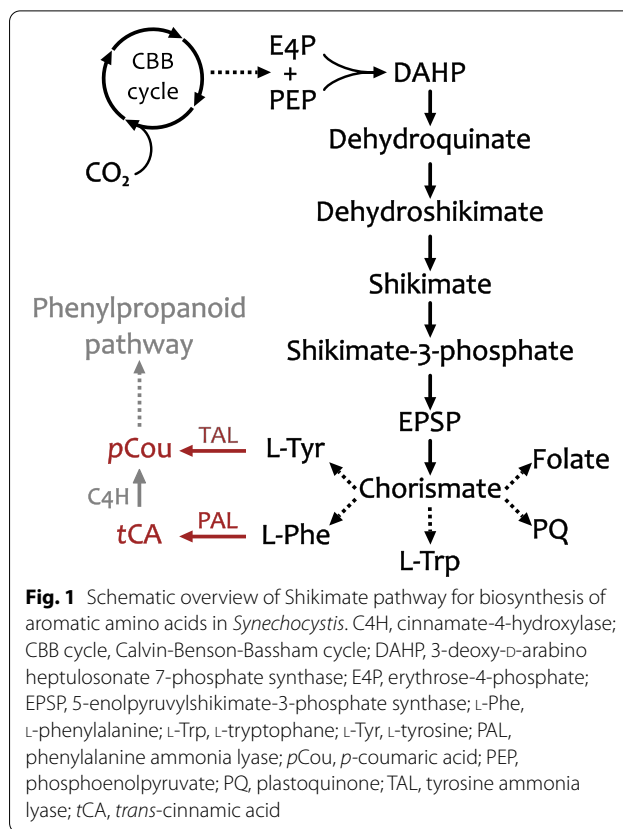 CBB
cycle
E4P
+
PEP
DAHP
CO₂
Dehydroquinate
Dehydroshikimate
Shikimate
Phenylpropanoid
pathway
Shikimate-3-phosphate
EPSP
pCou
TAL
L-Tyr
Chorismate
Folate
C4H
tCA
PAL
L-Phe
PQ
L-Trp
Fig. 1 Schematic overview of Shikimate pathway for biosynthesis of
aromatic amino acids in Synechocystis. C4H, cinnamate-4-hydroxylase;
CBB cycle, Calvin-Benson-Bassham cycle; DAHP, 3-deoxy-ᴅ-arabino
heptulosonate 7-phosphate synthase; E4P, erythrose-4-phosphate;
EPSP, 5-enolpyruvylshikimate-3-phosphate synthase; ʟ-Phe,
ʟ-phenylalanine; ʟ-Trp, ʟ-tryptophane; ʟ-Tyr, ʟ-tyrosine; PAL,
phenylalanine ammonia lyase; pCou, p-coumaric acid; PEP,
phosphoenolpyruvate; PQ, plastoquinone; TAL, tyrosine ammonia
lyase; tCA, trans-cinnamic acid